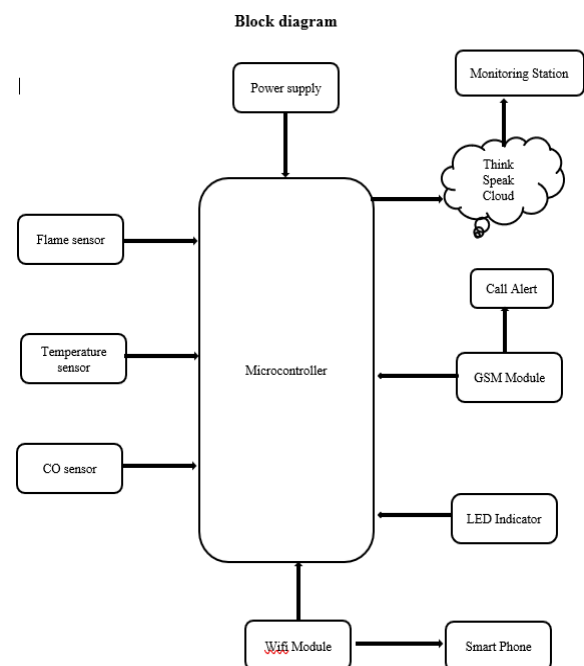 Block diagram
Monitoring Station
Power supply
Think
Speak
Cloud
Flame sensor
Call Alert
Temperature
sensor
Microcontroller
GSM Module
CO sensor
LED Indicator
Wifi Module
Smart Phone